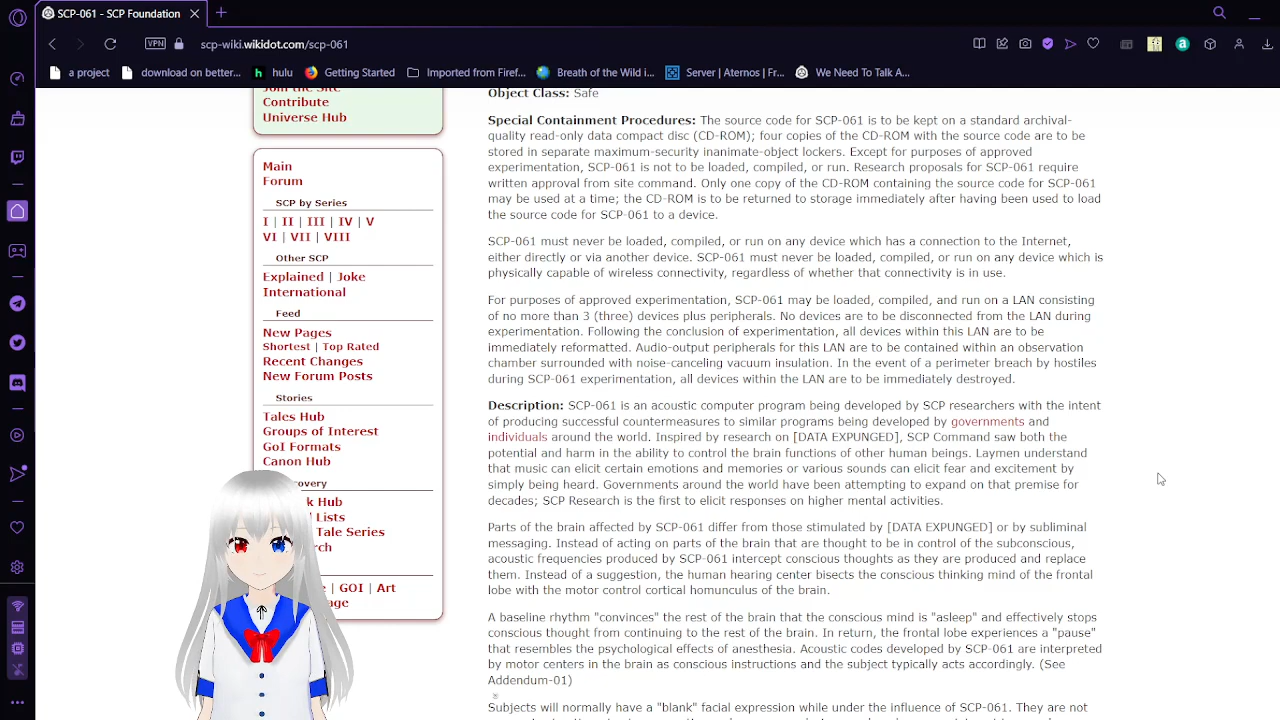 SCP-061 - SCP Foundation
VPN
scp-wiki.wikidot.com/scp-061
a project
download on better...
hulu
Getting Started
Imported from Firef...
Breath of the Wild i...
Server | Aternos | Fr...
We Need To Talk A...
Join the Site
Contribute
Universe Hub
Main
Forum
SCP by Series
I | II | III | IV | V
VI | VII | VIII
Other SCP
Explained | Joke
International
Feed
New Pages
Shortest | Top Rated
Recent Changes
New Forum Posts
Stories
Tales Hub
Groups of Interest
GoI Formats
Canon Hub
Hub
Lists
Tale Series
| GOI | Art
Object Class: Safe
Special Containment Procedures: The source code for SCP-061 is to be kept on a standard archival-
quality read-only data compact disc (CD-ROM); four copies of the CD-ROM with the source code are to be
stored in separate maximum-security inanimate-object lockers. Except for purposes of approved
experimentation, SCP-061 is not to be loaded, compiled, or run. Research proposals for SCP-061 require
written approval from site command. Only one copy of the CD-ROM containing the source code for SCP-061
may be used at a time; the CD-ROM is to be returned to storage immediately after having been used to load
the source code for SCP-061 to a device.
SCP-061 must never be loaded, compiled, or run on any device which has a connection to the Internet,
either directly or via another device. SCP-061 must never be loaded, compiled, or run on any device which is
physically capable of wireless connectivity, regardless of whether that connectivity is in use.
For purposes of approved experimentation, SCP-061 may be loaded, compiled, and run on a LAN consisting
of no more than 3 (three) devices plus peripherals. No devices are to be disconnected from the LAN during
experimentation. Following the conclusion of experimentation, all devices within this LAN are to be
immediately reformatted. Audio-output peripherals for this LAN are to be contained within an observation
chamber surrounded with noise-canceling vacuum insulation. In the event of a perimeter breach by hostiles
during SCP-061 experimentation, all devices within the LAN are to be immediately destroyed.
Description: SCP-061 is an acoustic computer program being developed by SCP researchers with the intent
of producing successful countermeasures to similar programs being developed by governments and
individuals around the world. Inspired by research on [DATA EXPUNGED], SCP Command saw both the
potential and harm in the ability to control the brain functions of other human beings. Laymen understand
that music can elicit certain emotions and memories or various sounds can elicit fear and excitement by
simply being heard. Governments around the world have been attempting to expand on that premise for
decades; SCP Research is the first to elicit responses on higher mental activities.
Parts of the brain affected by SCP-061 differ from those stimulated by [DATA EXPUNGED] or by subliminal
messaging. Instead of acting on parts of the brain that are thought to be in control of the subconscious,
acoustic frequencies produced by SCP-061 intercept conscious thoughts as they are produced and replace
them. Instead of a suggestion, the human hearing center bisects the conscious thinking mind of the frontal
lobe with the motor control cortical homunculus of the brain.
A baseline rhythm "convinces" the rest of the brain that the conscious mind is "asleep" and effectively stops
conscious thought from continuing to the rest of the brain. In return, the frontal lobe experiences a "pause"
that resembles the psychological effects of anesthesia. Acoustic codes developed by SCP-061 are interpreted
by motor centers in the brain as conscious instructions and the subject typically acts accordingly. (See
Addendum-01)
Subjects will normally have a "blank" facial expression while under the influence of SCP-061. They are not